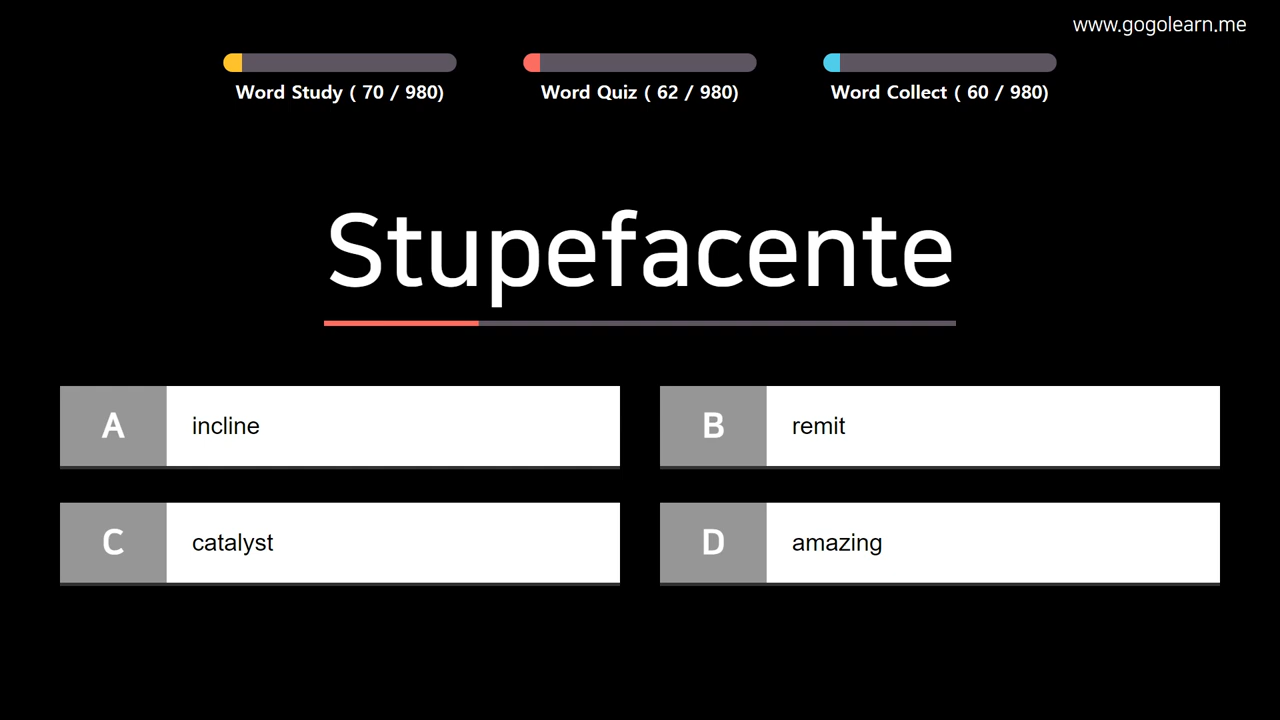 www.gogolearn.me
Word Study ( 70 / 980)
Word Quiz ( 62 / 980)
Word Collect ( 60 / 980)
Stupefacente
A incline
B remit
C catalyst
D amazing